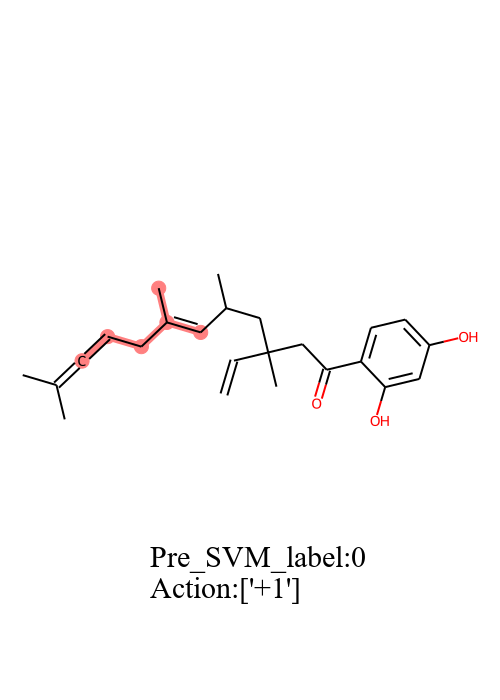 C
OH
O
OH
Pre_SVM_label:0
Action:['+1']